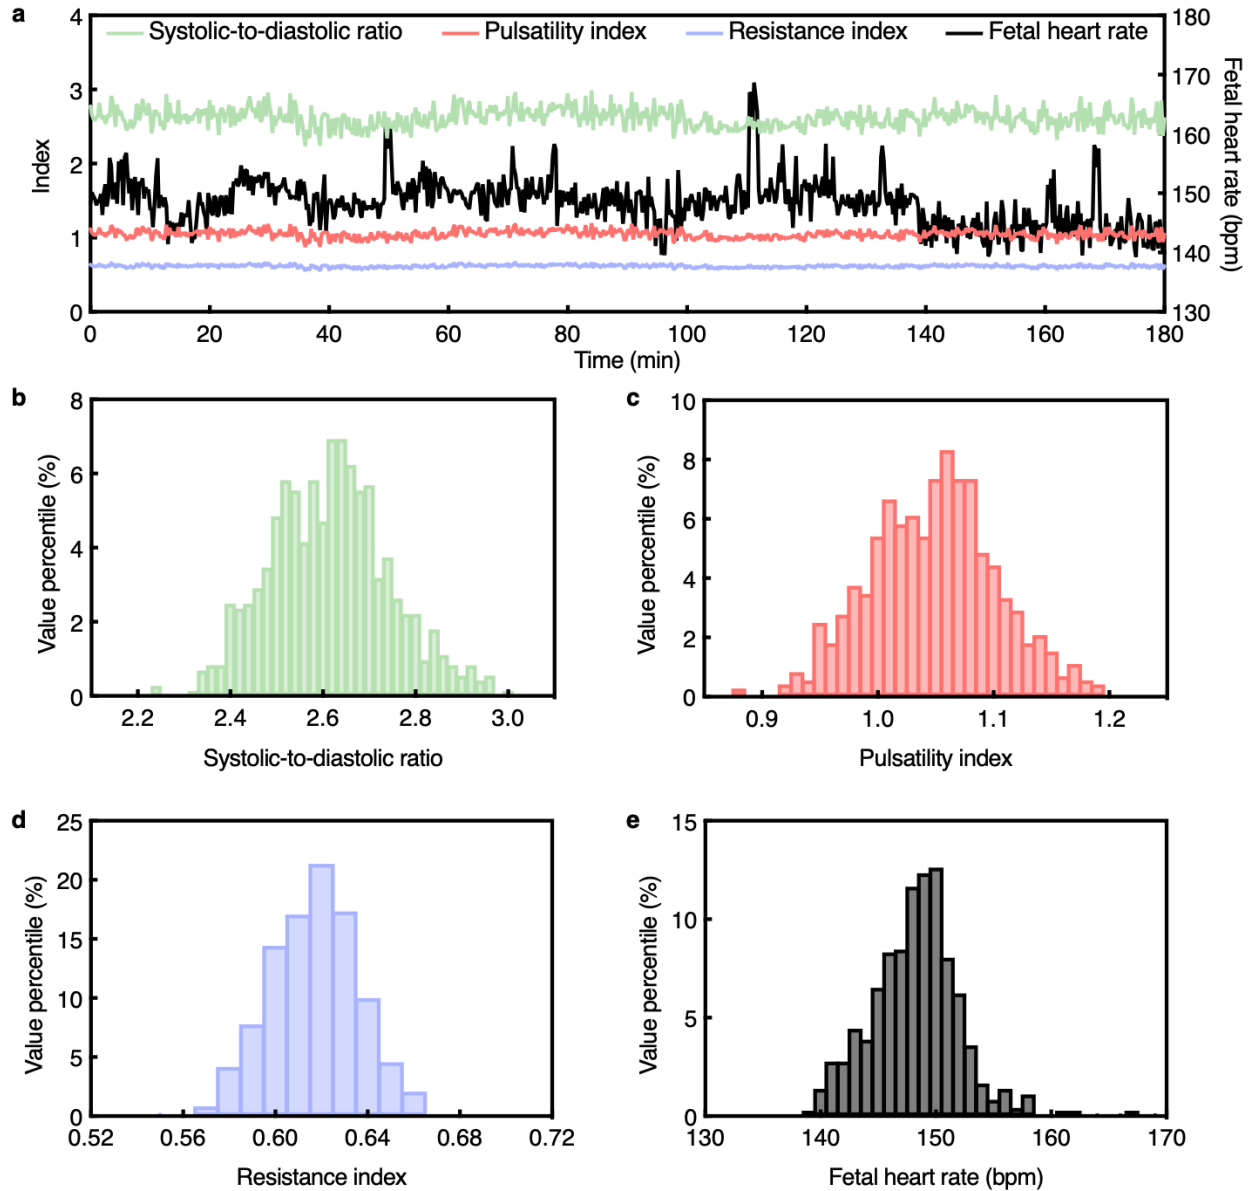 a
Systolic-to-diastolic ratio Pulsatility index Resistance index Fetal heart rate
4 180
3 170
160
2 150
1 140
0 130
Index
Fetal heart rate (bpm)
0 20 40 60 80 100 120 140 160 180
Time (min)
b
8
6
4
2
0
Value percentile (%)
2.2 2.4 2.6 2.8 3.0
Systolic-to-diastolic ratio
c
10
8
6
4
2
0
Value percentile (%)
0.9 1.0 1.1 1.2
Pulsatility index
d
25
20
15
10
5
0
Value percentile (%)
0.52 0.56 0.60 0.64 0.68 0.72
Resistance index
e
15
10
5
0
Value percentile (%)
130 140 150 160 170
Fetal heart rate (bpm)